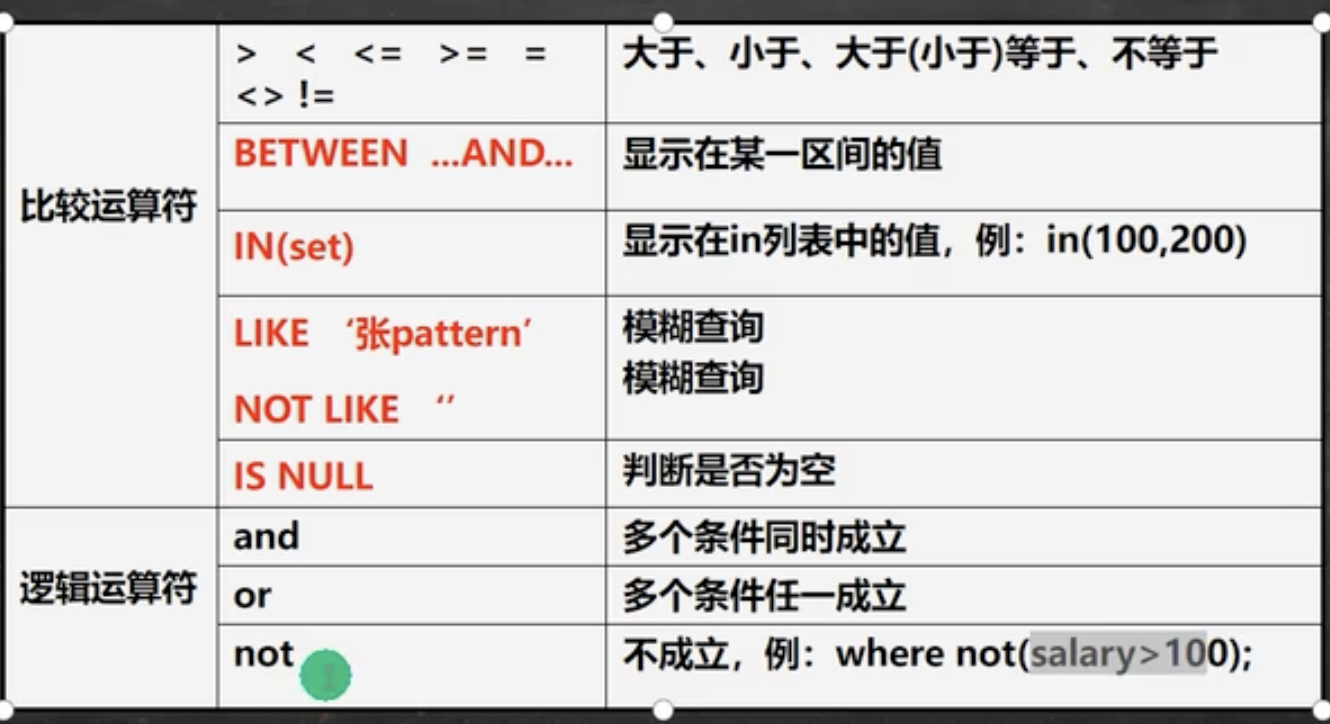 比较运算符
> < <= >= =
<> !=
大于、小于、大于(小于)等于、不等于
BETWEEN ...AND...
显示在某一区间的值
IN(set)
显示在in列表中的值，例：in(100,200)
LIKE ‘张pattern’
模糊查询
NOT LIKE ‘’
模糊查询
IS NULL
判断是否为空
逻辑运算符
and
多个条件同时成立
or
多个条件任一成立
not
不成立，例：where not(salary>100);